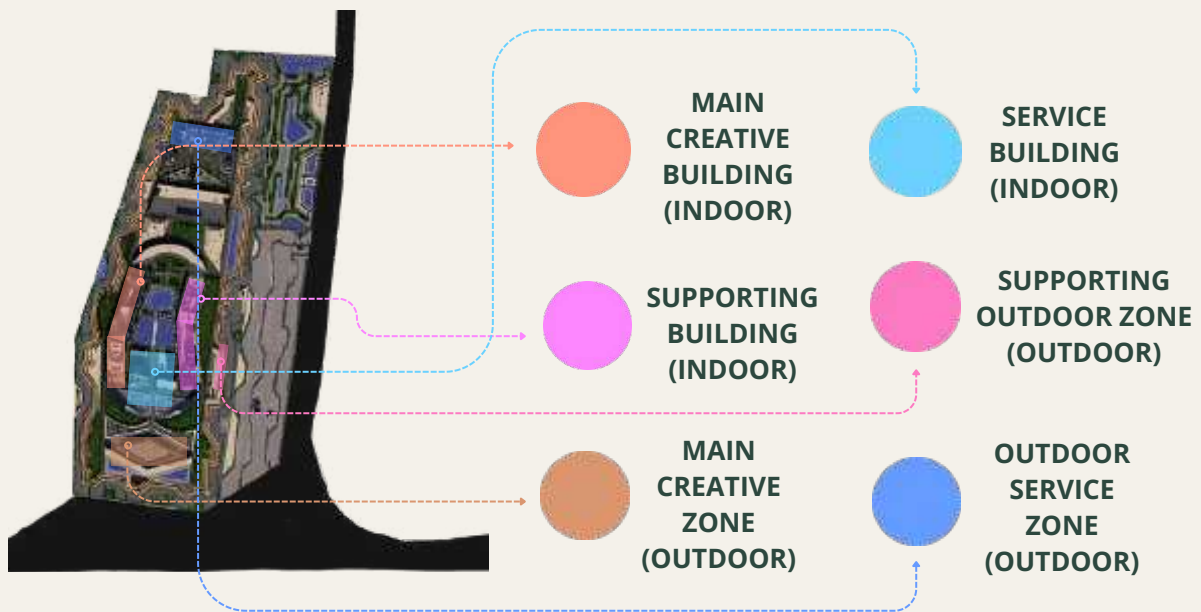 MAIN
CREATIVE
BUILDING
(INDOOR)
SERVICE
BUILDING
(INDOOR)
SUPPORTING
BUILDING
(INDOOR)
SUPPORTING
OUTDOOR ZONE
(OUTDOOR)
MAIN
CREATIVE
ZONE
(OUTDOOR)
OUTDOOR
SERVICE
ZONE
(OUTDOOR)